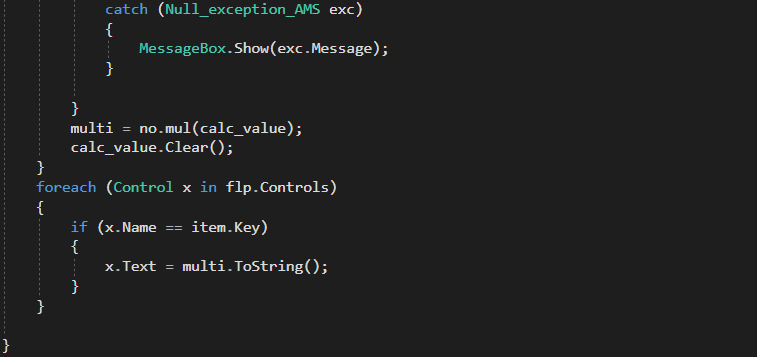 catch (Null_exception_AMS exc)
{
MessageBox.Show(exc.Message);
}
}
multi = no.mul(calc_value);
calc_value.Clear();
}
foreach (Control x in flp.Controls)
{
if (x.Name == item.Key)
{
x.Text = multi.ToString();
}
}
}